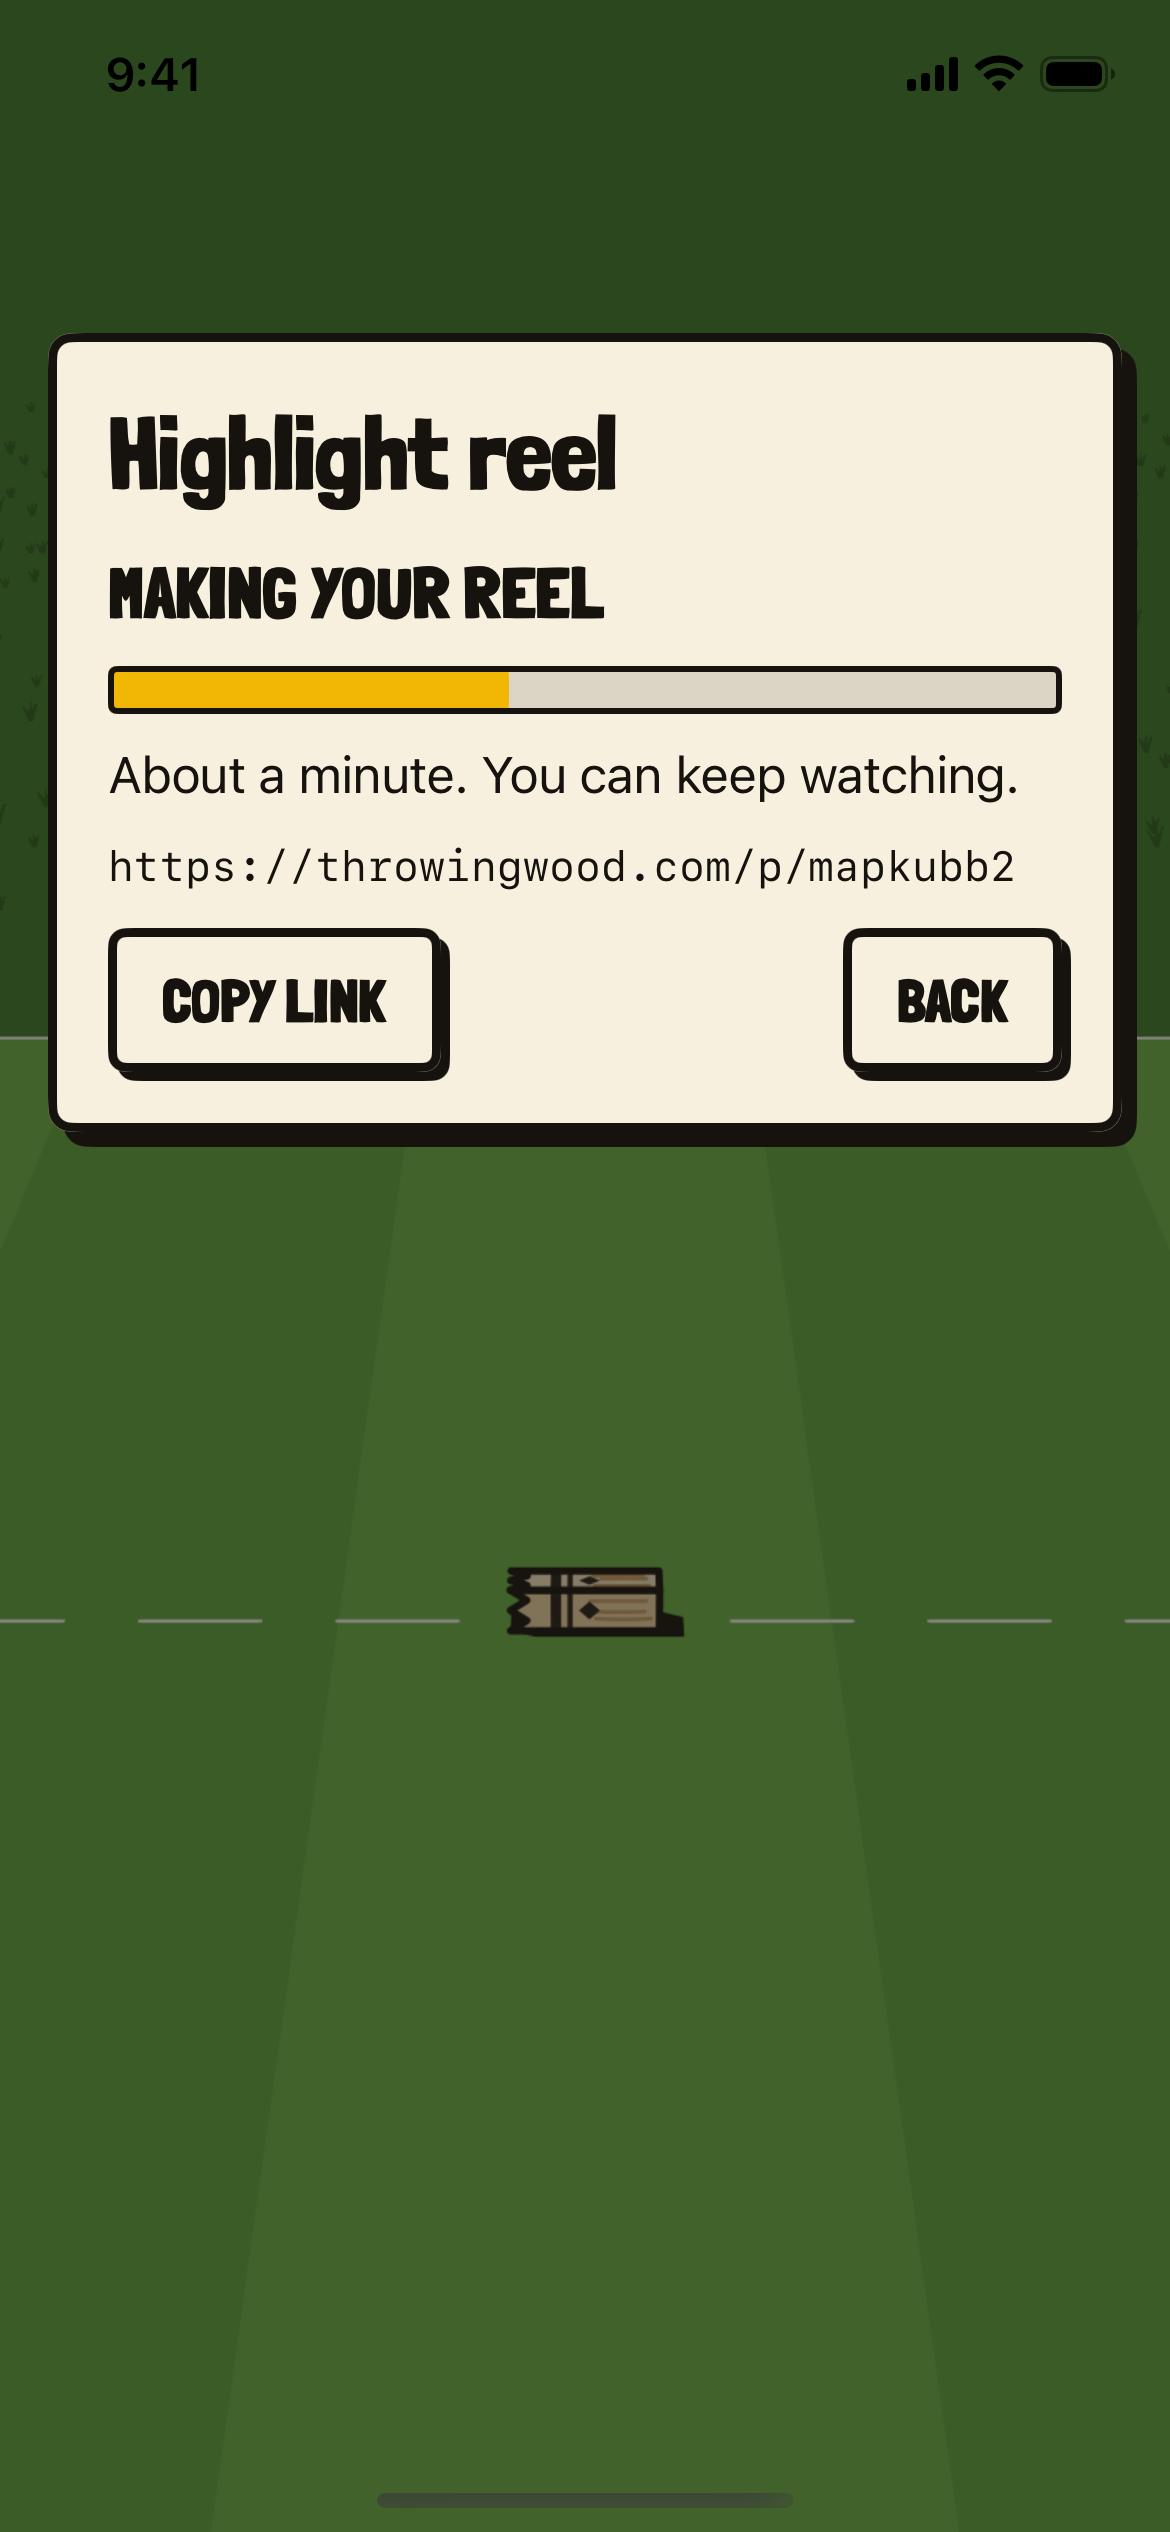 9:41
Highlight reel
MAKING YOUR REEL
About a minute. You can keep watching.
https://throwingwood.com/p/mapkubb2
COPY LINK
BACK